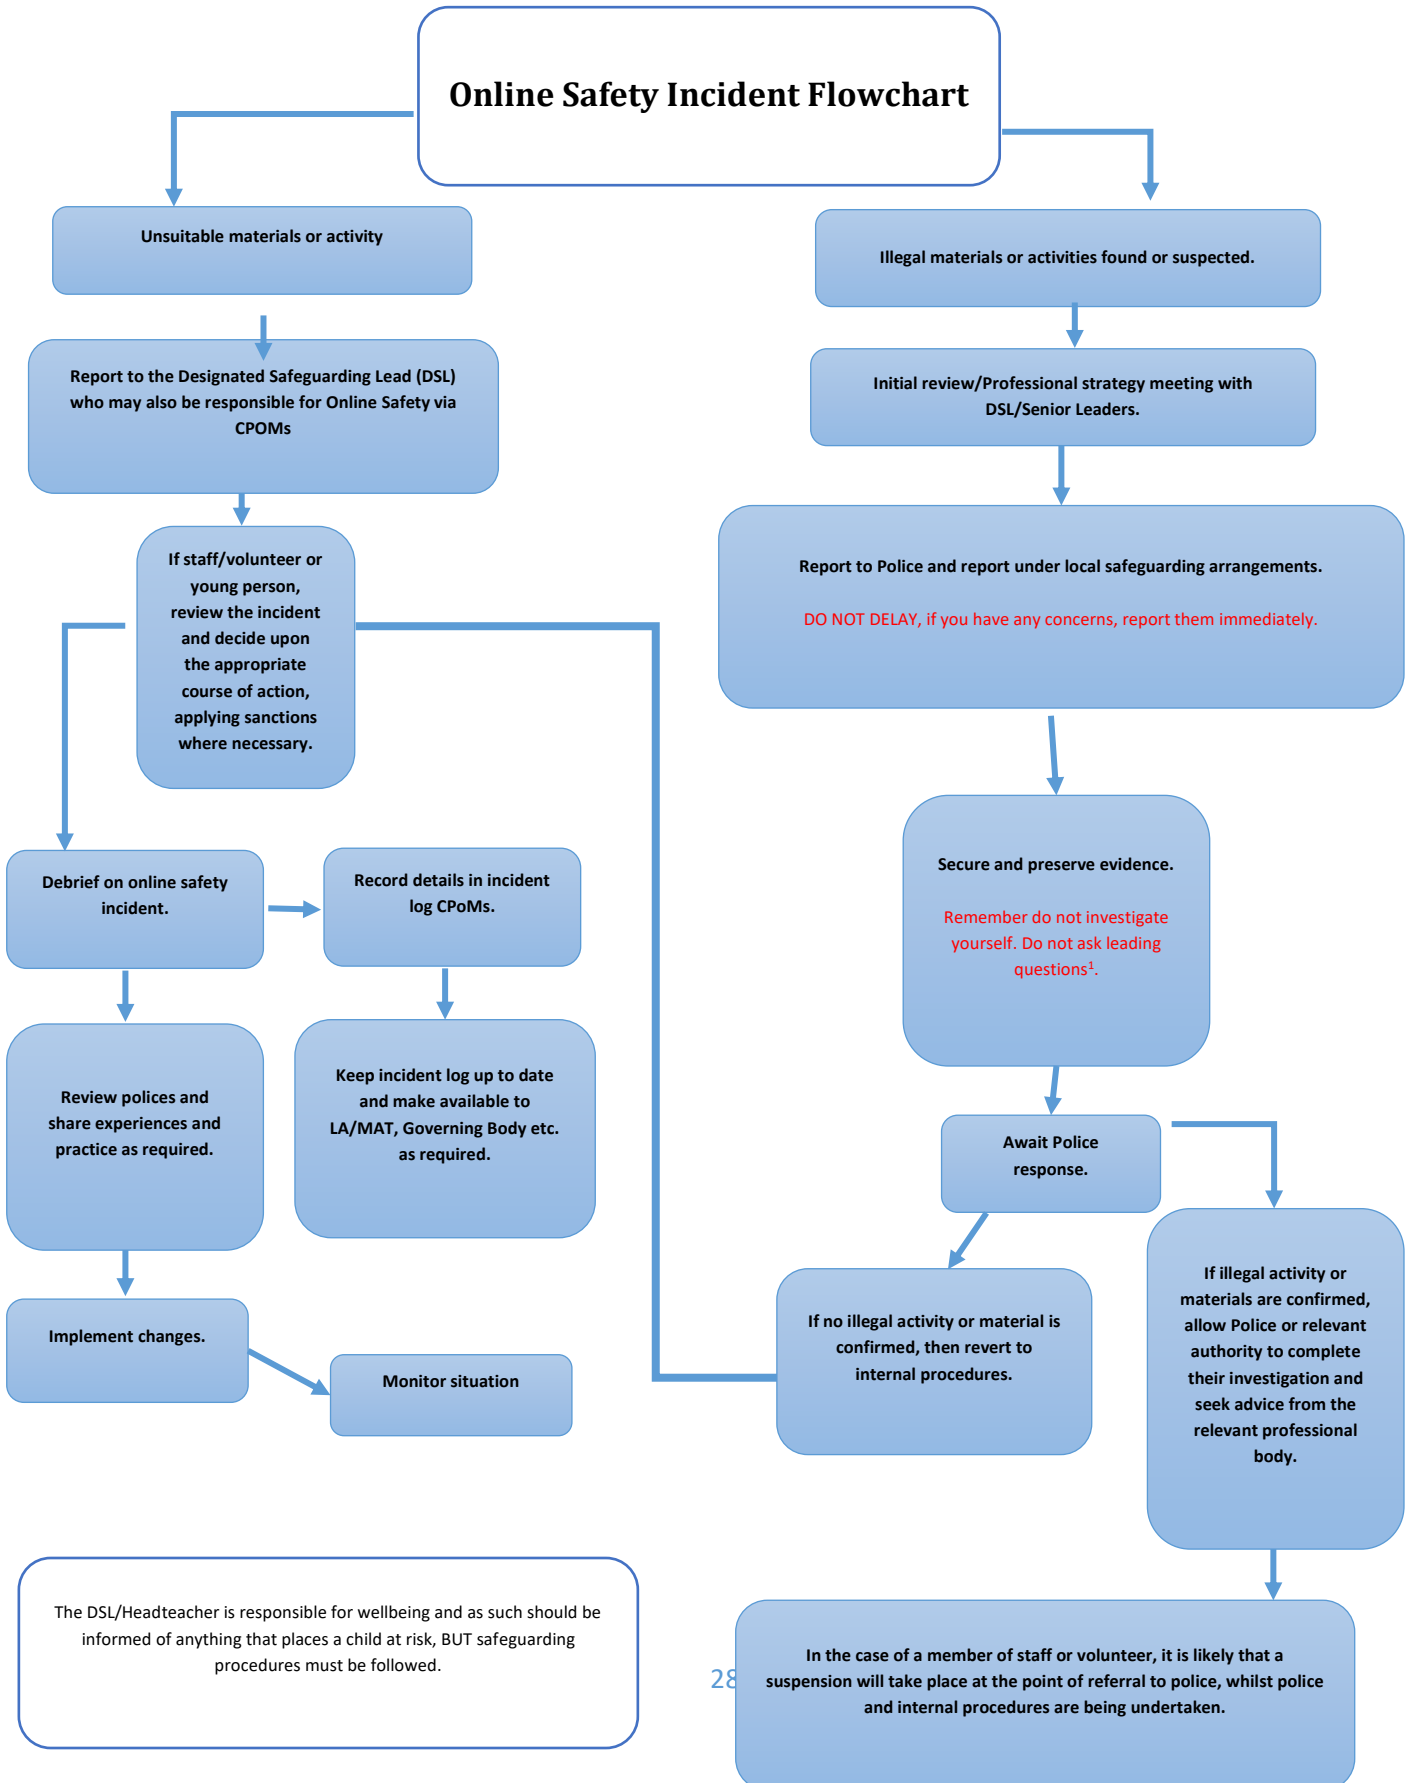 Online Safety Incident Flowchart
Unsuitable materials or activity
Illegal materials or activities found or suspected.
Report to the Designated Safeguarding Lead (DSL)
who may also be responsible for Online Safety via
CPOMs
Initial review/Professional strategy meeting with
DSL/Senior Leaders.
If staff/volunteer or
young person,
review the incident
and decide upon
the appropriate
course of action,
applying sanctions
where necessary.
Report to Police and report under local safeguarding arrangements.
DO NOT DELAY, if you have any concerns, report them immediately.
Secure and preserve evidence.
Remember do not investigate
yourself. Do not ask leading
questions¹.
Debrief on online safety
incident.
Record details in incident
log CPoMs.
Review polices and
share experiences and
practice as required.
Keep incident log up to date
and make available to
LA/MAT, Governing Body etc.
as required.
Await Police
response.
If no illegal activity or material is
confirmed, then revert to
internal procedures.
If illegal activity or
materials are confirmed,
allow Police or relevant
authority to complete
their investigation and
seek advice from the
relevant professional
body.
Implement changes.
Monitor situation
The DSL/Headteacher is responsible for wellbeing and as such should be
informed of anything that places a child at risk, BUT safeguarding
procedures must be followed.
28
In the case of a member of staff or volunteer, it is likely that a
suspension will take place at the point of referral to police, whilst police
and internal procedures are being undertaken.